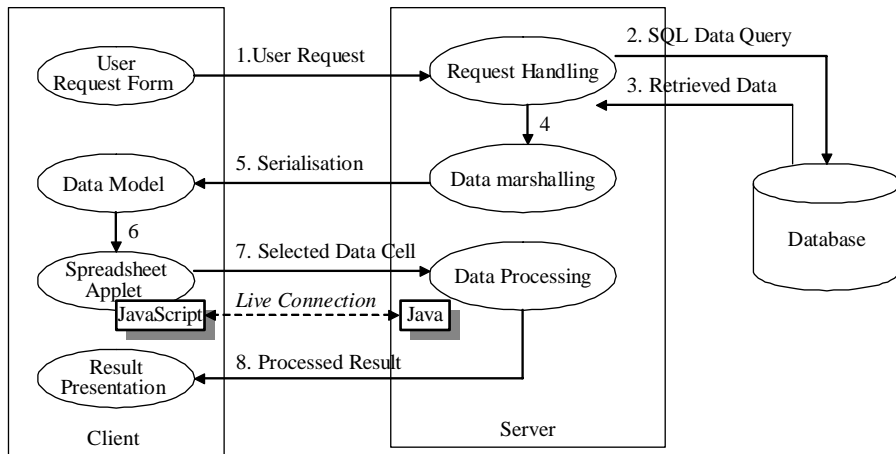 1.User Request
2. SQL Data Query
User
Request Form
Request Handling
3. Retrieved Data
4
5. Serialisation
Data Model
Data marshalling
6
7. Selected Data Cell
Database
Spreadsheet
Applet
Data Processing
Live Connection
JavaScript
Java
8. Processed Result
Result
Presentation
Client
Server